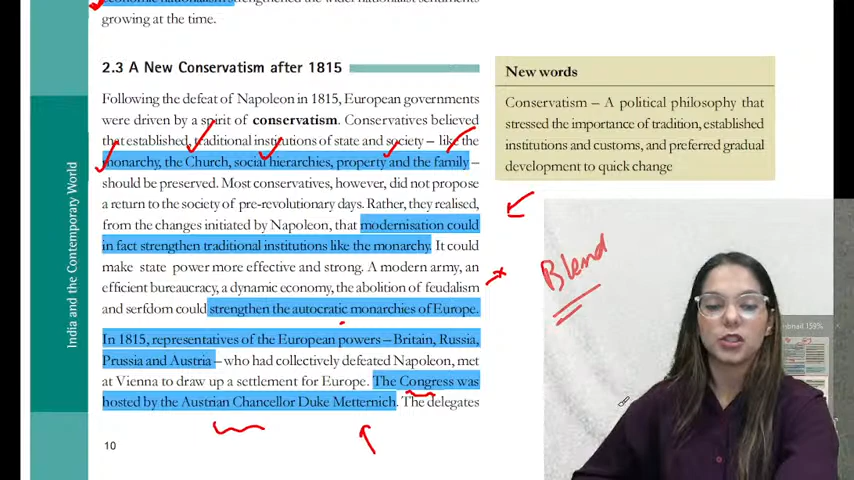 economic nationalism strengthened the wider nationalist sentiments
growing at the time.
2.3 A New Conservatism after 1815
Following the defeat of Napoleon in 1815, European governments
were driven by a spirit of conservatism. Conservatives believed
that established, traditional institutions of state and society – like the
monarchy, the Church, social hierarchies, property and the family –
should be preserved. Most conservatives, however, did not propose
a return to the society of pre-revolutionary days. Rather, they realised,
from the changes initiated by Napoleon, that modernisation could
in fact strengthen traditional institutions like the monarchy. It could
make state power more effective and strong. A modern army, an
efficient bureaucracy, a dynamic economy, the abolition of feudalism
and serfdom could strengthen the autocratic monarchies of Europe.
In 1815, representatives of the European powers – Britain, Russia,
Prussia and Austria – who had collectively defeated Napoleon, met
at Vienna to draw up a settlement for Europe. The Congress was
hosted by the Austrian Chancellor Duke Metternich. The delegates
10
India and the Contemporary World
New words
Conservatism – A political philosophy that
stressed the importance of tradition, established
institutions and customs, and preferred gradual
development to quick change
Blend
159%